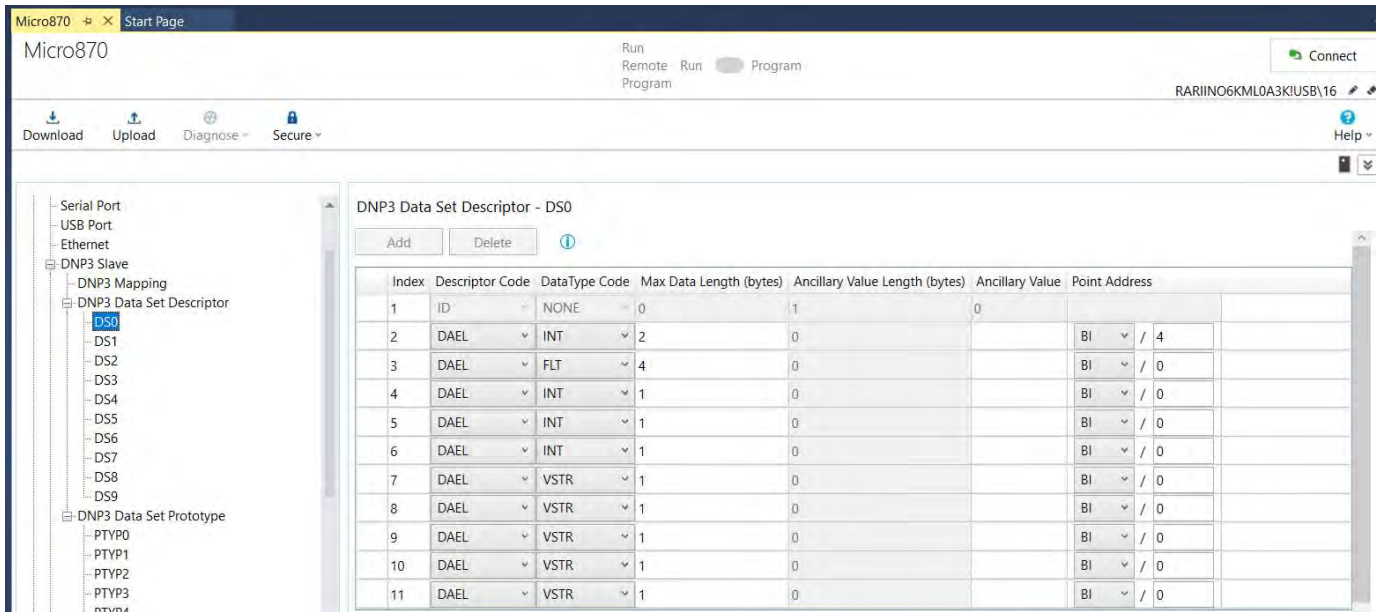 Micro870 Start Page
Micro870
Run
Remote Run Program
Program
Connect
RARIINO6KML0A3K!USB\16
Download Upload Diagnose Secure
Help
Serial Port
USB Port
Ethernet
DNP3 Slave
DNP3 Mapping
DNP3 Data Set Descriptor
DS0
DS1
DS2
DS3
DS4
DS5
DS6
DS7
DS8
DS9
DNP3 Data Set Prototype
PTYP0
PTYP1
PTYP2
PTYP3
PTYP4
DNP3 Data Set Descriptor - DS0
Add Delete
Index Descriptor Code DataType Code Max Data Length (bytes) Ancillary Value Length (bytes) Ancillary Value Point Address
1 ID NONE 0 1 0
2 DAEL INT 2 0 BI / 4
3 DAEL FLT 4 0 BI / 0
4 DAEL INT 1 0 BI / 0
5 DAEL INT 1 0 BI / 0
6 DAEL INT 1 0 BI / 0
7 DAEL VSTR 1 0 BI / 0
8 DAEL VSTR 1 0 BI / 0
9 DAEL VSTR 1 0 BI / 0
10 DAEL VSTR 1 0 BI / 0
11 DAEL VSTR 1 0 BI / 0